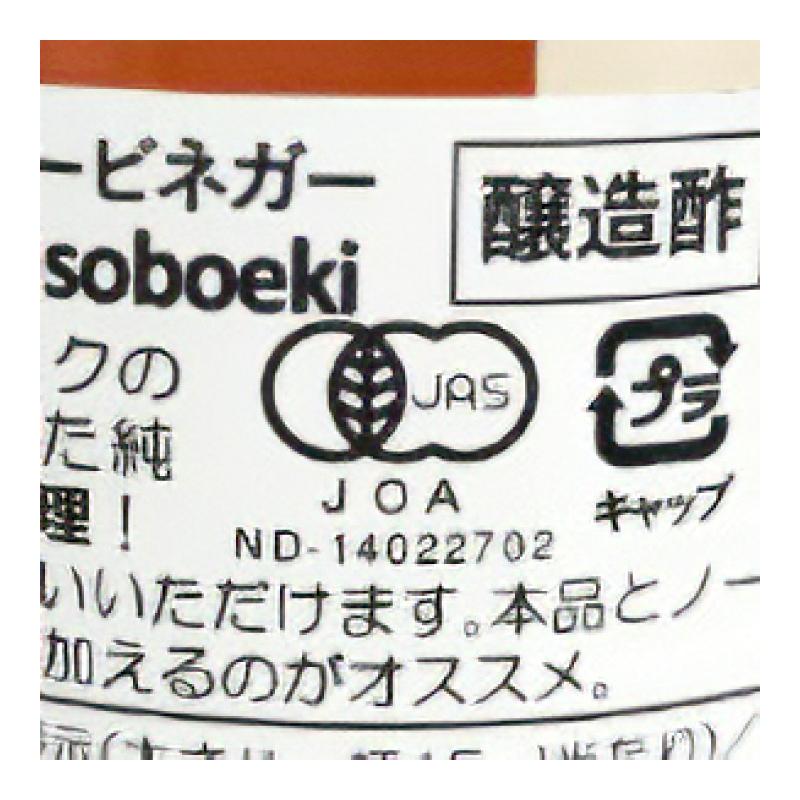 ービネガー
醸造酢
soboeki
クの
JAS
プラ
た純
JOA
キャップ
理！
ND-14022702
いいただけます。本品とノー
加えるのがオススメ。